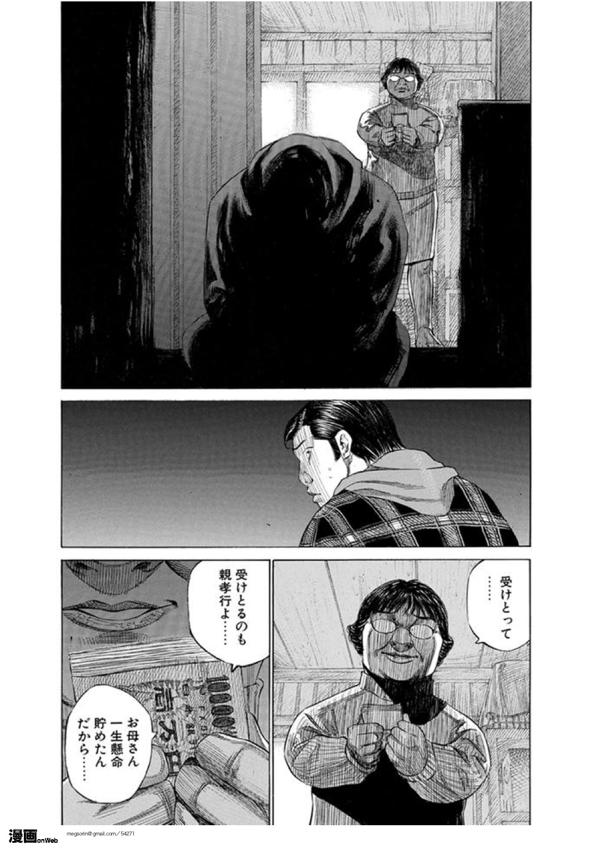 受けとって
……
受けとるのも
親孝行よ……
お母さん
一生懸命
貯めたん
だから……
10000
漫画onWeb
megaorin@gmail.com／54271